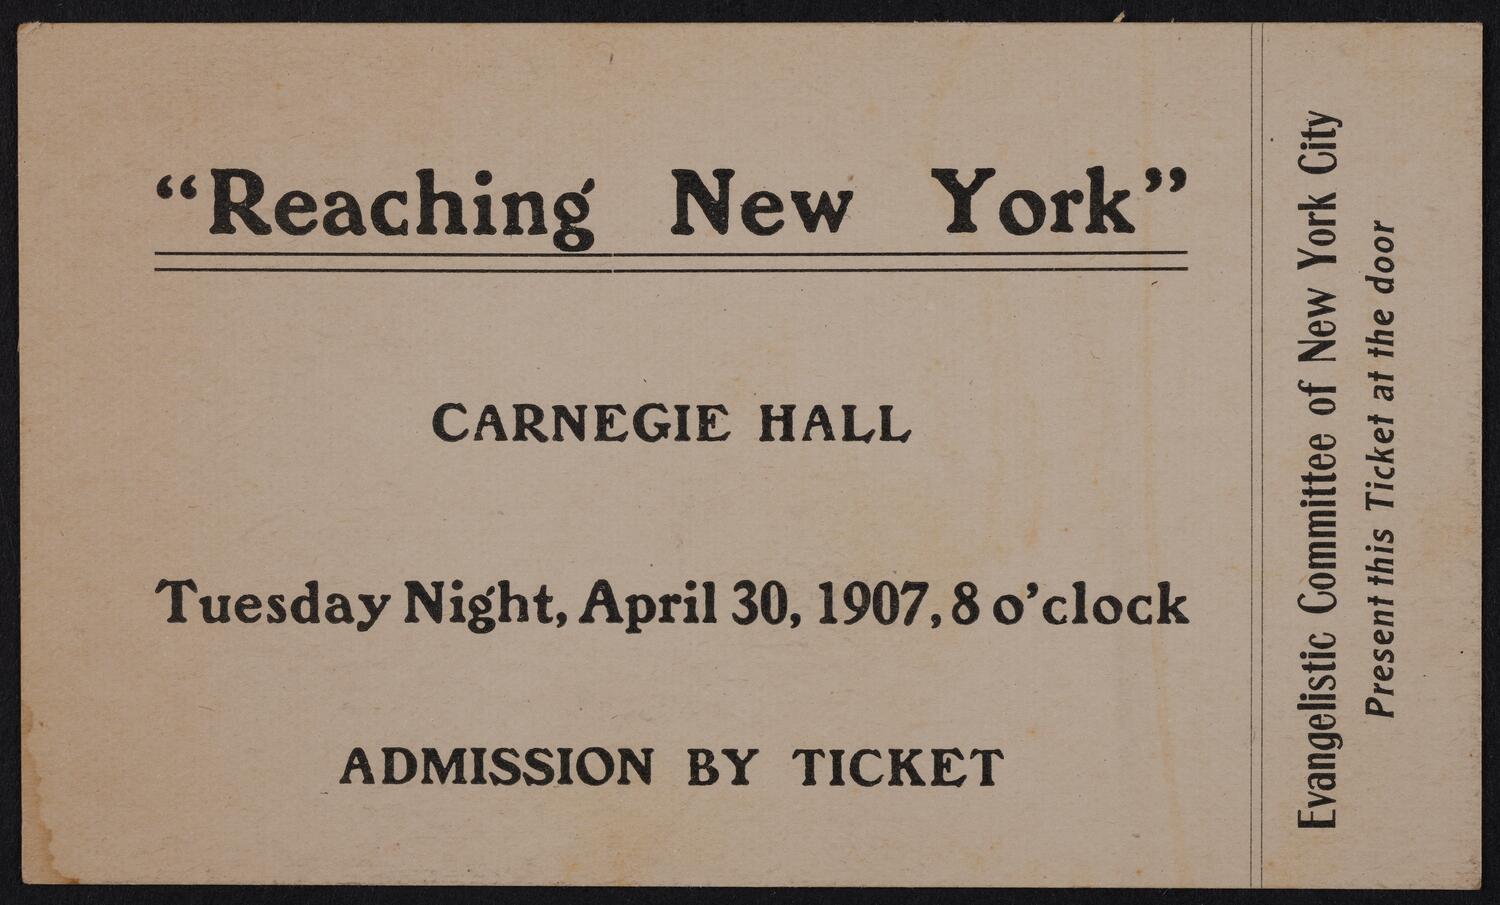 “Reaching New York”
CARNEGIE HALL
Tuesday Night, April 30, 1907, 8 o’clock
ADMISSION BY TICKET
Evangelistic Committee of New York City
Present this Ticket at the door